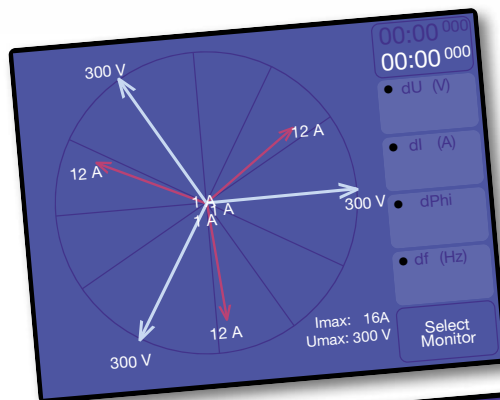 00:00 000
00:00 000
300 V
dU (V)
12 A
dI (A)
12 A
1 A
300 V
1 A
dPhi
1 A
df (Hz)
Imax: 16A
12 A
Umax: 300 V
Select
Monitor
300 V